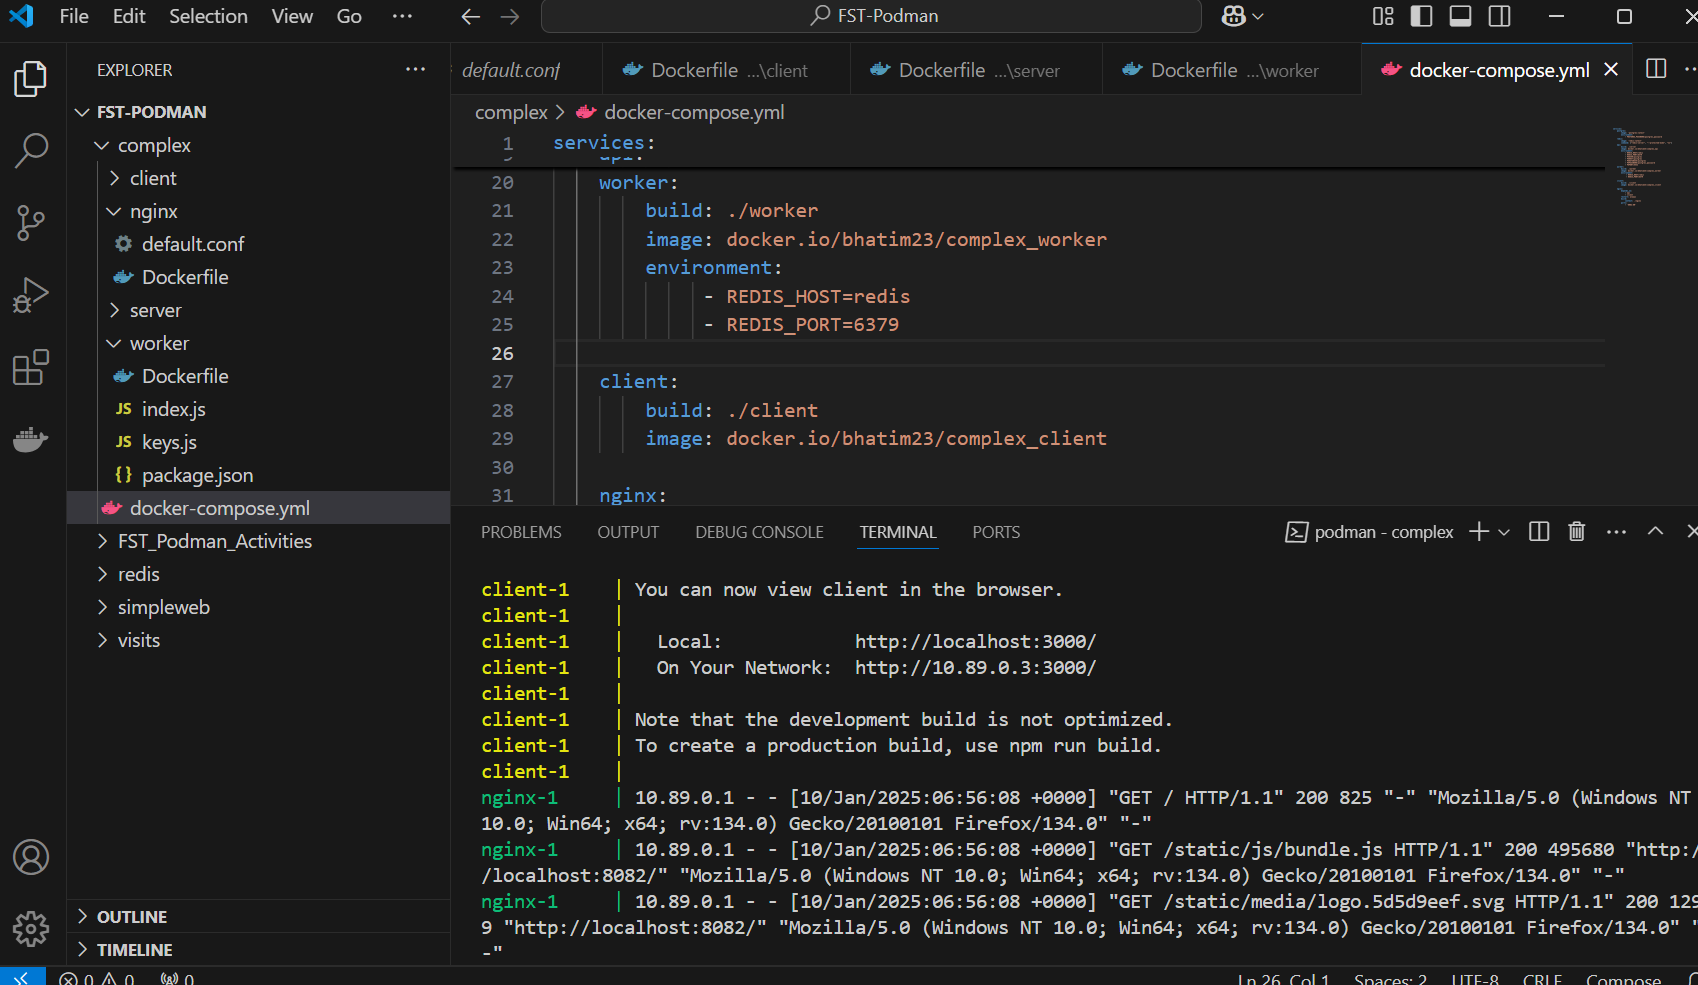 File Edit Selection View Go ···
FST-Podman
EXPLORER
FST-PODMAN
complex
client
nginx
default.conf
Dockerfile
server
worker
Dockerfile
JS index.js
JS keys.js
{} package.json
docker-compose.yml
FST_Podman_Activities
redis
simpleweb
visits
OUTLINE
TIMELINE
default.conf
Dockerfile ...\client
Dockerfile ...\server
Dockerfile ...\worker
docker-compose.yml
complex > docker-compose.yml
1 services:
9 api:
20 worker:
21 build: ./worker
22 image: docker.io/bhatim23/complex_worker
23 environment:
24 - REDIS_HOST=redis
25 - REDIS_PORT=6379
26
27 client:
28 build: ./client
29 image: docker.io/bhatim23/complex_client
30
31 nginx:
PROBLEMS OUTPUT DEBUG CONSOLE TERMINAL PORTS
podman - complex
client-1 | You can now view client in the browser.
client-1 |
client-1 | Local: http://localhost:3000/
client-1 | On Your Network: http://10.89.0.3:3000/
client-1 |
client-1 | Note that the development build is not optimized.
client-1 | To create a production build, use npm run build.
client-1 |
nginx-1 | 10.89.0.1 - - [10/Jan/2025:06:56:08 +0000] "GET / HTTP/1.1" 200 825 "-" "Mozilla/5.0 (Windows NT
10.0; Win64; x64; rv:134.0) Gecko/20100101 Firefox/134.0" "-"
nginx-1 | 10.89.0.1 - - [10/Jan/2025:06:56:08 +0000] "GET /static/js/bundle.js HTTP/1.1" 200 495680 "http:/
/localhost:8082/" "Mozilla/5.0 (Windows NT 10.0; Win64; x64; rv:134.0) Gecko/20100101 Firefox/134.0" "-"
nginx-1 | 10.89.0.1 - - [10/Jan/2025:06:56:08 +0000] "GET /static/media/logo.5d5d9eef.svg HTTP/1.1" 200 129
9 "http://localhost:8082/" "Mozilla/5.0 (Windows NT 10.0; Win64; x64; rv:134.0) Gecko/20100101 Firefox/134.0" "
-"
0 0 0
Ln 26, Col 1 Spaces: 2 UTF-8 CRLF Compose